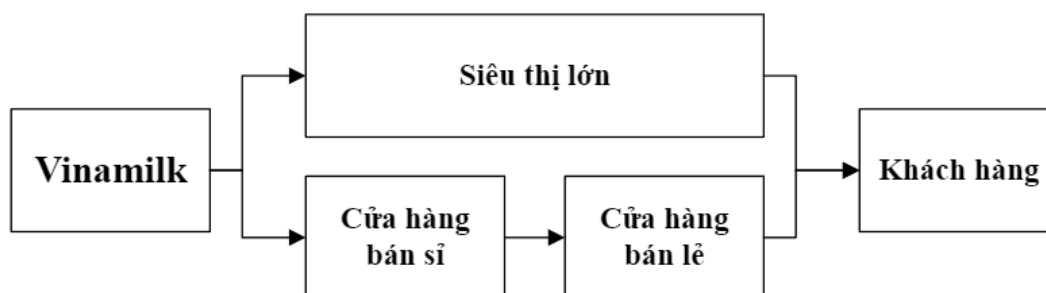 Siêu thị lớn
Vinamilk
Khách hàng
Cửa hàng
bán sỉ
Cửa hàng
bán lẻ